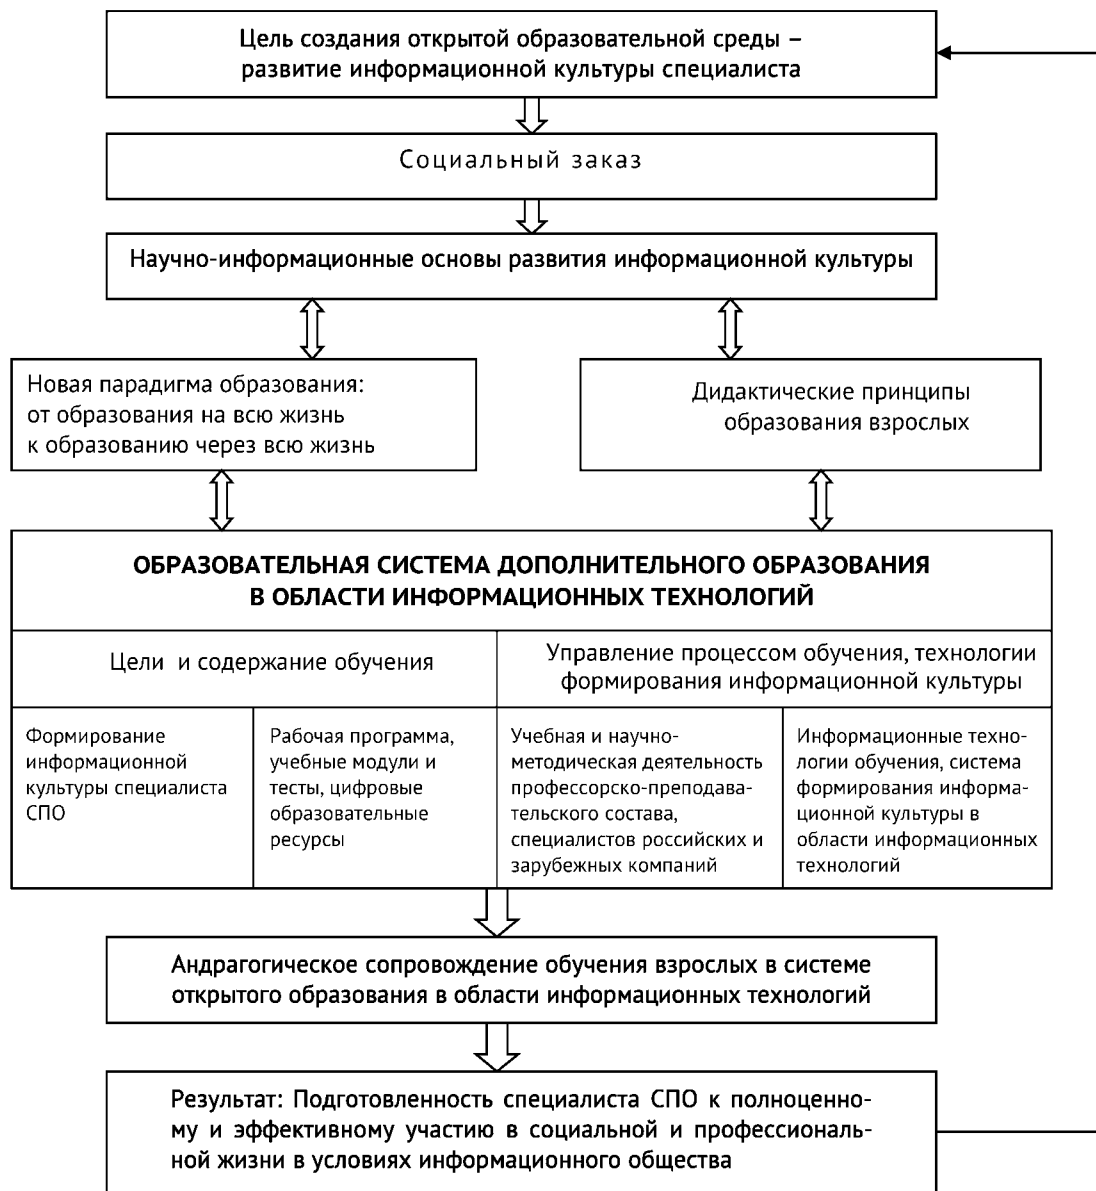 Цель создания открытой образовательной среды –
развитие информационной культуры специалиста
Социальный заказ
Научно-информационные основы развития информационной культуры
Новая парадигма образования:
от образования на всю жизнь
к образованию через всю жизнь
Дидактические принципы
образования взрослых
ОБРАЗОВАТЕЛЬНАЯ СИСТЕМА ДОПОЛНИТЕЛЬНОГО ОБРАЗОВАНИЯ
В ОБЛАСТИ ИНФОРМАЦИОННЫХ ТЕХНОЛОГИЙ
Цели и содержание обучения
Управление процессом обучения, технологии
формирования информационной культуры
Формирование
информационной
культуры специалиста
СПО
Рабочая программа,
учебные модули и
тесты, цифровые
образовательные
ресурсы
Учебная и научно-
методическая деятельность
профессорско-преподава-
тельского состава,
специалистов российских и
зарубежных компаний
Информационные техно-
логии обучения, система
формирования информа-
ционной культуры в
области информационных
технологий
Андрагогическое сопровождение обучения взрослых в системе
открытого образования в области информационных технологий
Результат: Подготовленность специалиста СПО к полноценно-
му и эффективному участию в социальной и профессиональ-
ной жизни в условиях информационного общества